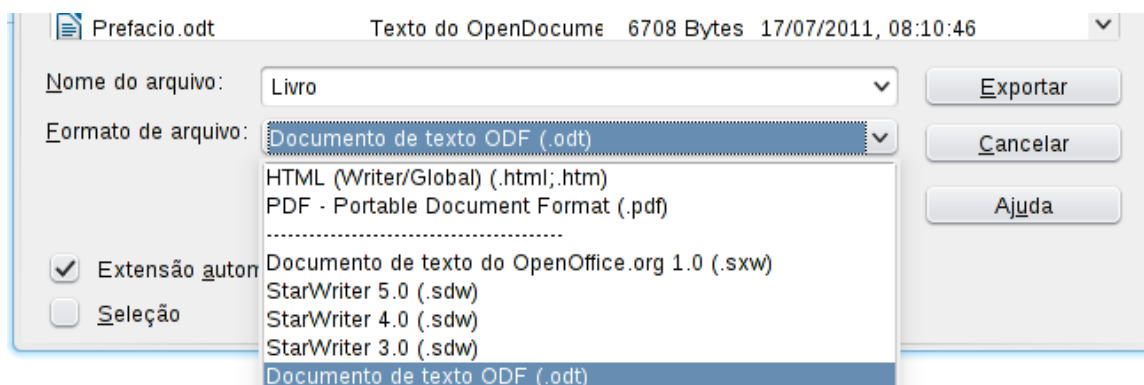 Prefacio.odt Texto do OpenDocume 6708 Bytes 17/07/2011, 08:10:46
Nome do arquivo: Livro Exportar
Formato de arquivo: Documento de texto ODF (.odt) Cancelar
HTML (Writer/Global) (.html;.htm)
PDF - Portable Document Format (.pdf) Ajuda
------------------------------------------
Extensão autom Documento de texto do OpenOffice.org 1.0 (.sxw)
StarWriter 5.0 (.sdw)
Seleção StarWriter 4.0 (.sdw)
StarWriter 3.0 (.sdw)
Documento de texto ODF (.odt)